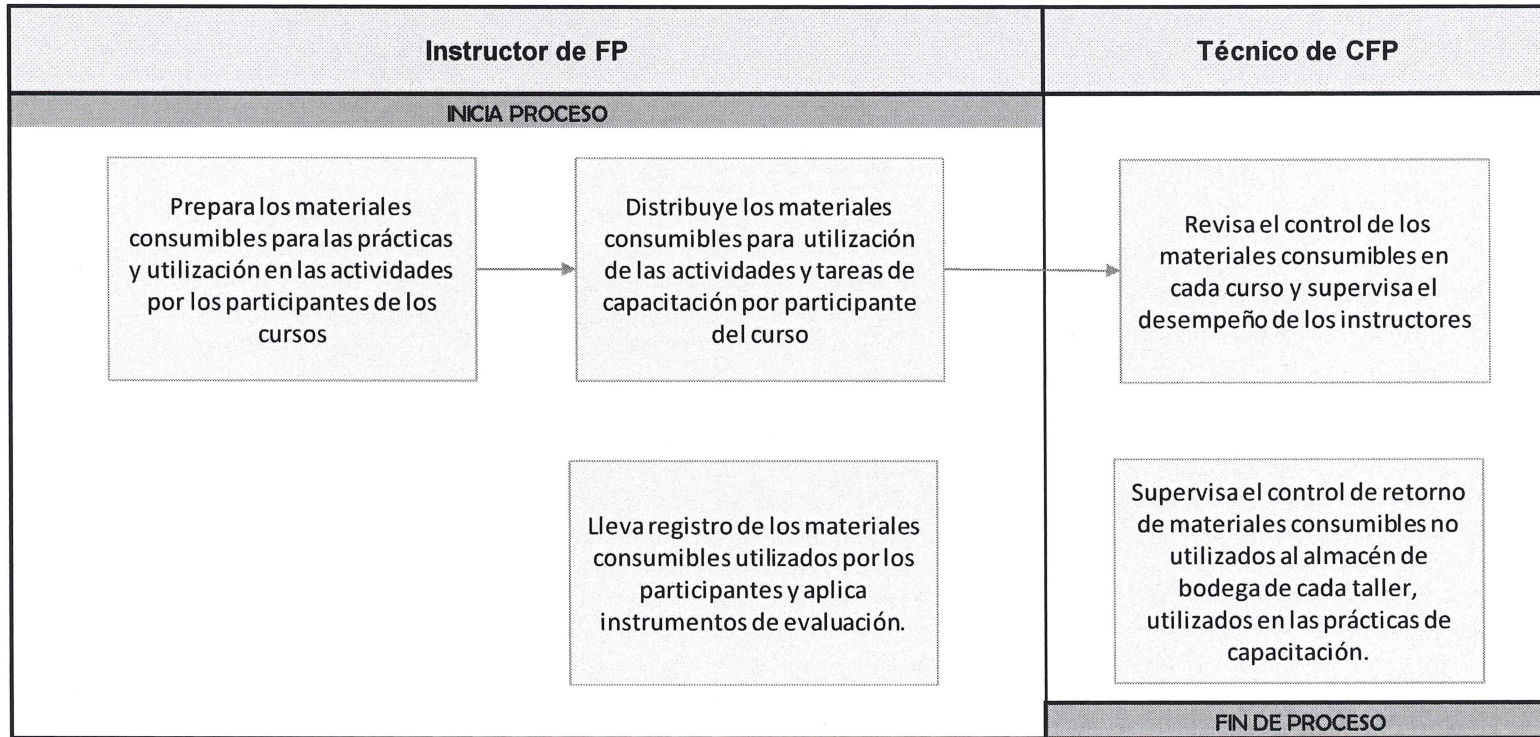 Instructor de FP
Técnico de CFP
INICIA PROCESO
Prepara los materiales
consumibles para las prácticas
y utilización en las actividades
por los participantes de los
cursos
Distribuye los materiales
consumibles para utilización
de las actividades y tareas de
capacitación por participante
del curso
Revisa el control de los
materiales consumibles en
cada curso y supervisa el
desempeño de los instructores
Lleva registro de los materiales
consumibles utilizados por los
participantes y aplica
instrumentos de evaluación.
Supervisa el control de retorno
de materiales consumibles no
utilizados al almacén de
bodega de cada taller,
utilizados en las prácticas de
capacitación.
FIN DE PROCESO